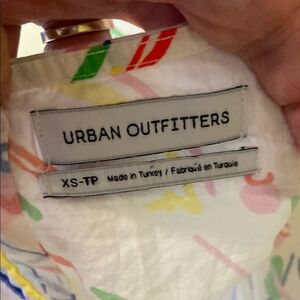 URBAN OUTFITTERS
XS-TP Made in Turkey / Fabriqué en Turquie